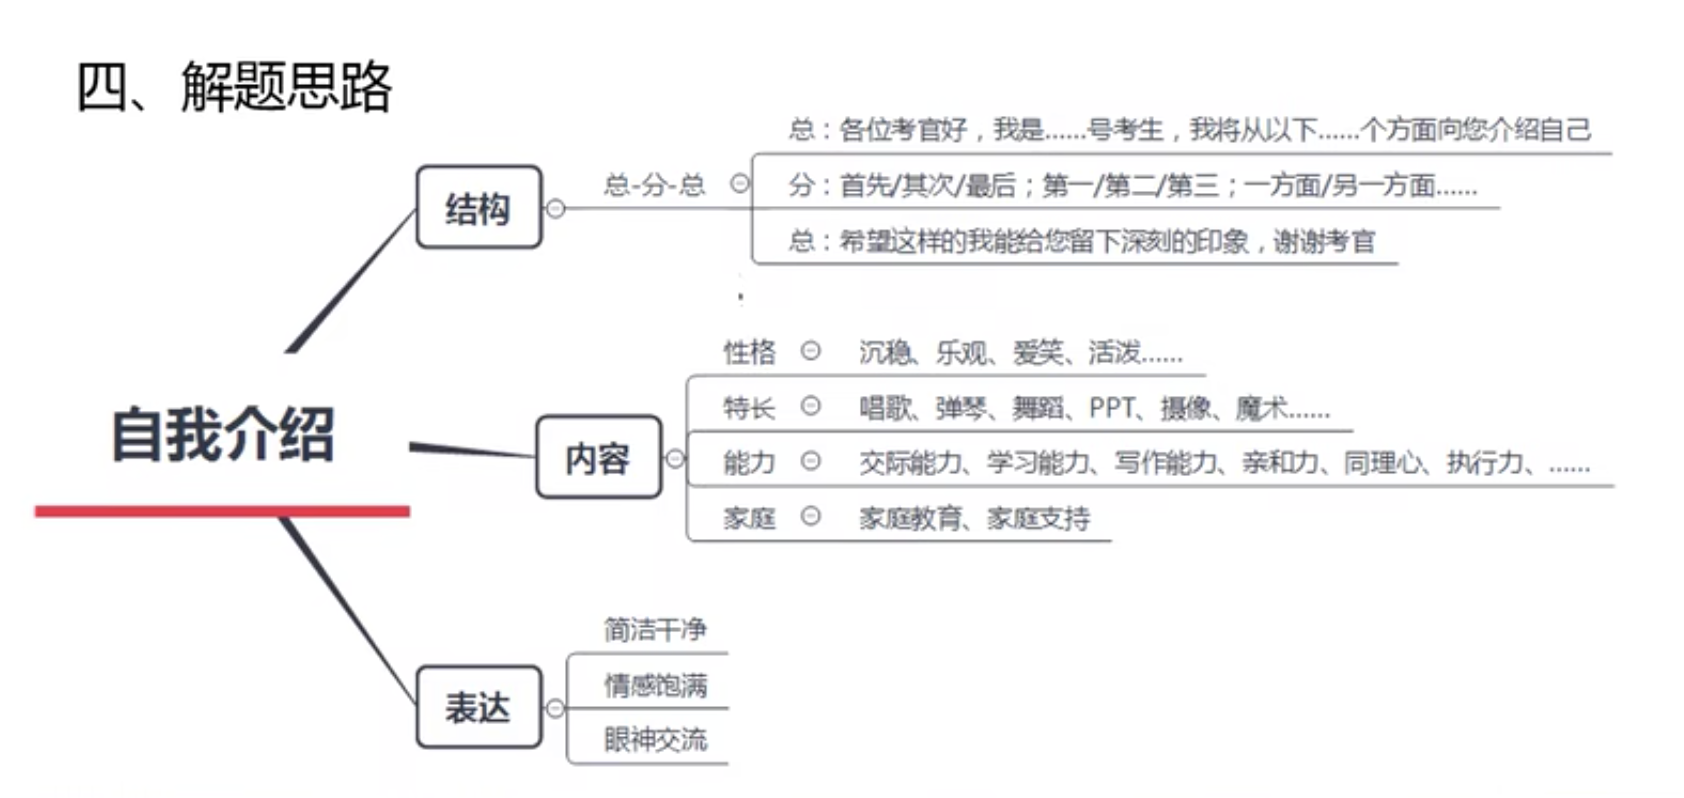 四、解题思路
自我介绍
结构
总-分-总
总：各位考官好，我是……号考生，我将从以下……个方面向您介绍自己
分：首先/其次/最后；第一/第二/第三；一方面/另一方面……
总：希望这样的我能给您留下深刻的印象，谢谢考官
内容
性格 沉稳、乐观、爱笑、活泼……
特长 唱歌、弹琴、舞蹈、PPT、摄像、魔术……
能力 交际能力、学习能力、写作能力、亲和力、同理心、执行力、……
家庭 家庭教育、家庭支持
表达
简洁干净
情感饱满
眼神交流